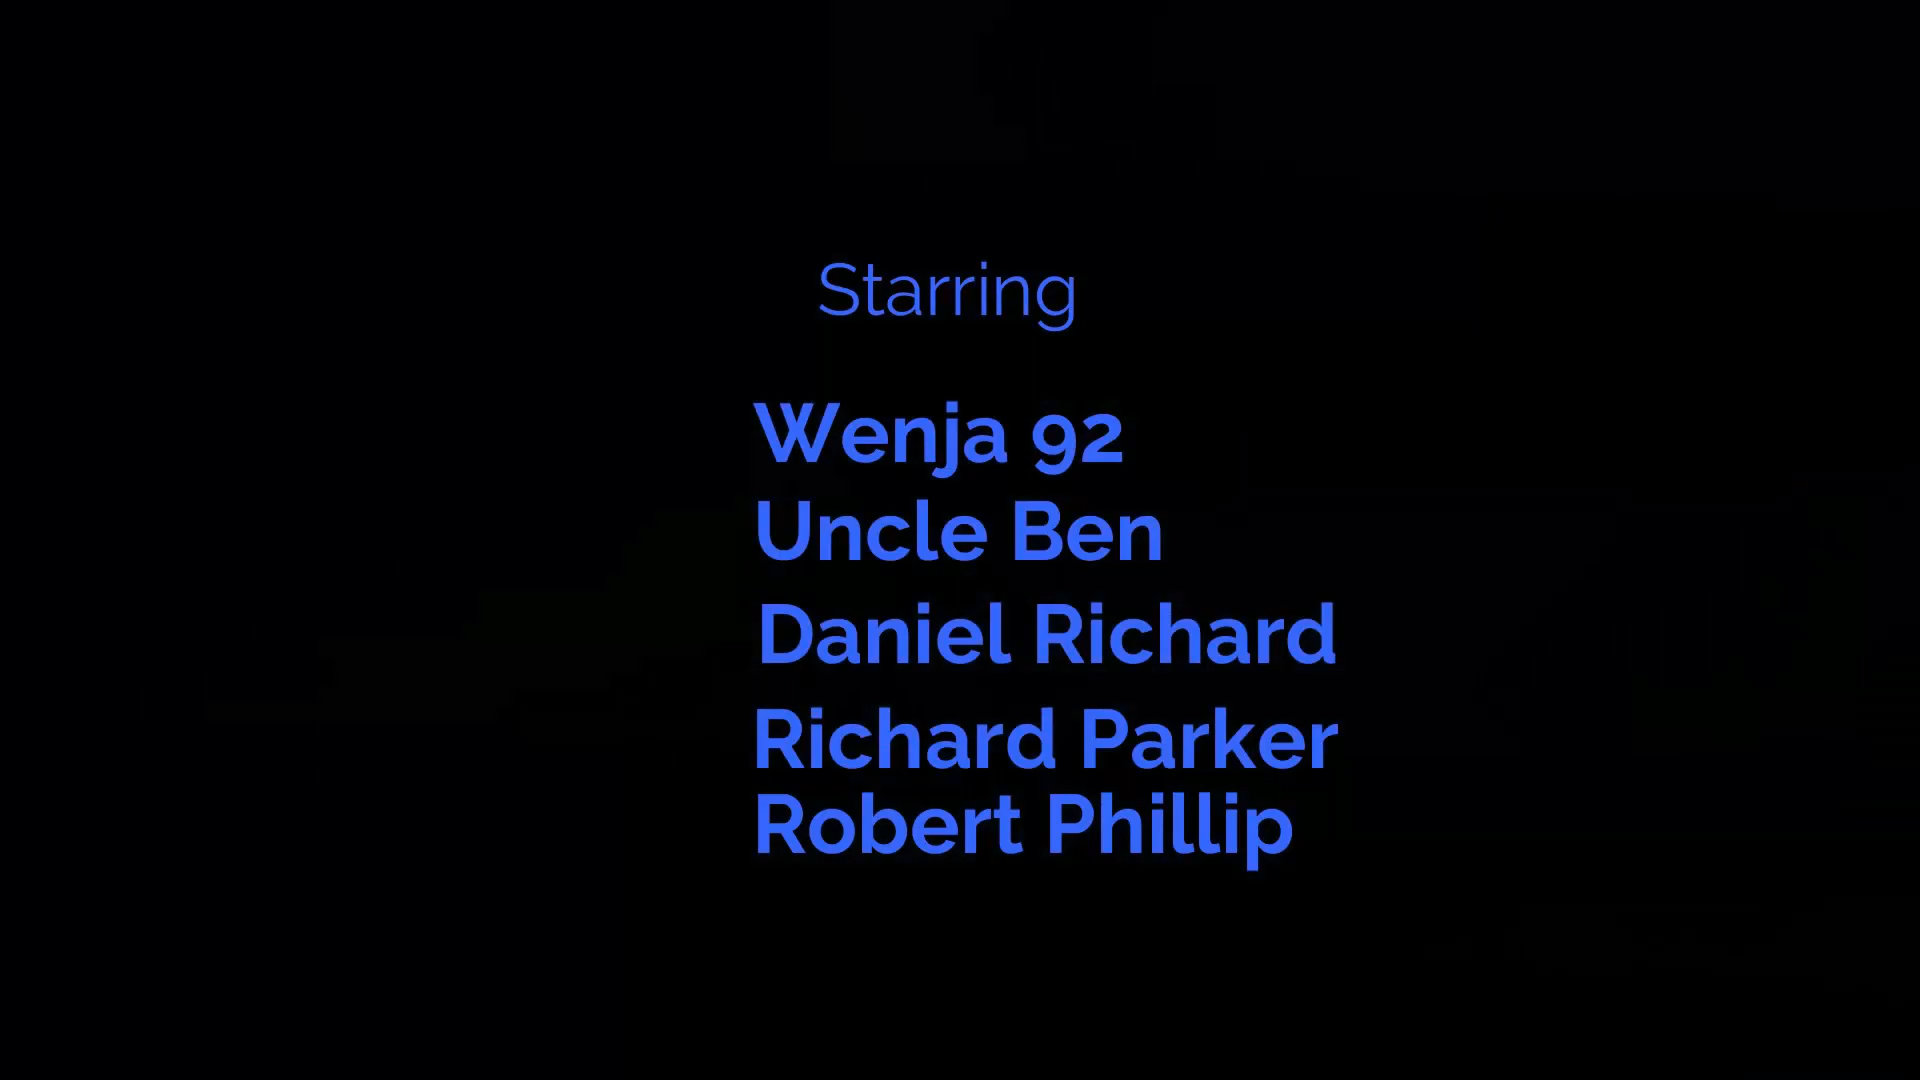 Starring
Wenja 92
Uncle Ben
Daniel Richard
Richard Parker
Robert Phillip